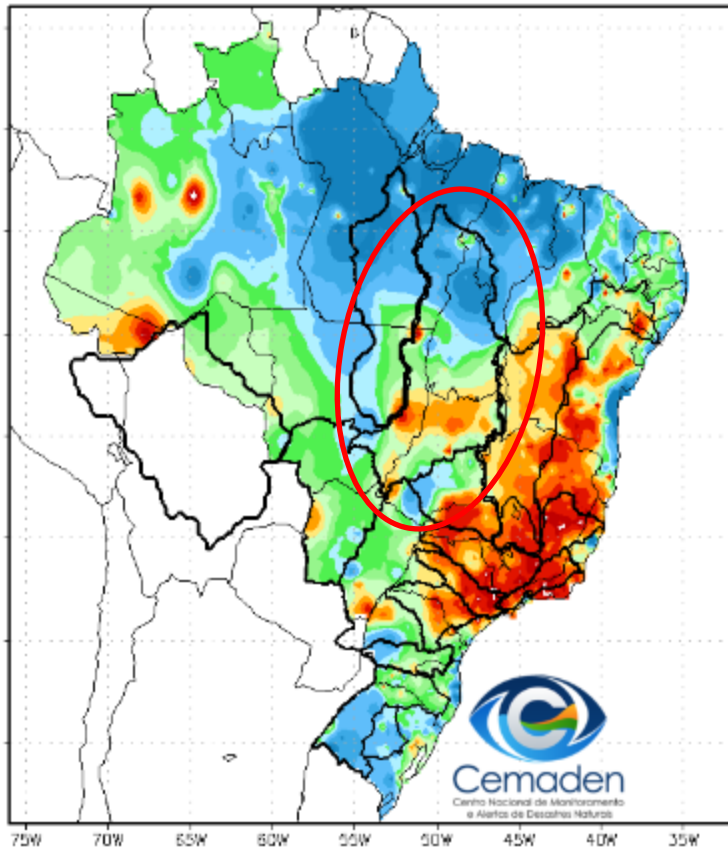 Cemaden
Centro Nacional de Monitoramento
e Alertas de Desastres Naturais
75W 70W 65W 60W 55W 50W 45W 40W 35W